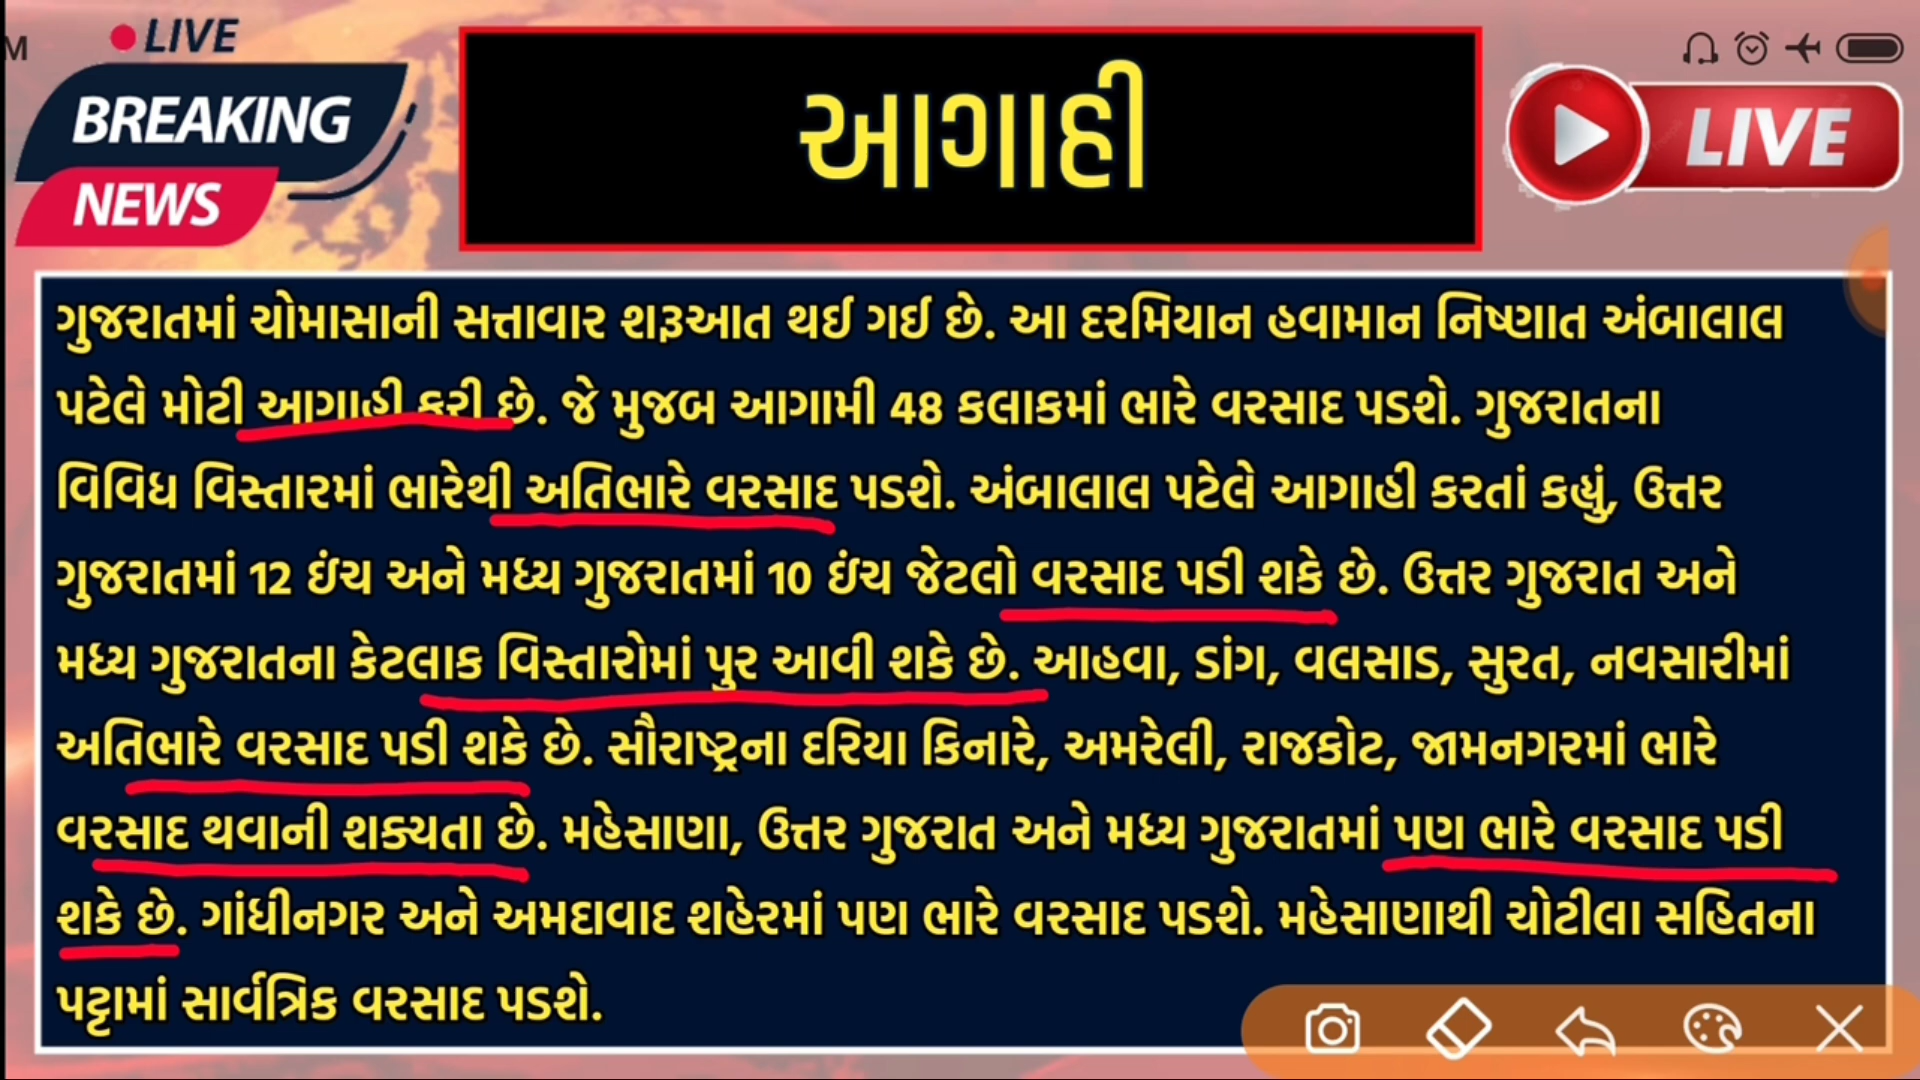 M
LIVE
BREAKING
NEWS
આગાહી
LIVE
ગુજરાતમાં ચોમાસાની સત્તાવાર શરૂઆત થઈ ગઈ છે. આ દરમિયાન હવામાન નિષ્ણાત અંબાલાલ
પટેલે મોટી આગાહી કરી છે. જે મુજબ આગામી 48 કલાકમાં ભારે વરસાદ પડશે. ગુજરાતના
વિવિધ વિસ્તારમાં ભારેથી અતિભારે વરસાદ પડશે. અંબાલાલ પટેલે આગાહી કરતાં કહ્યું, ઉત્તર
ગુજરાતમાં 12 ઇંચ અને મધ્ય ગુજરાતમાં 10 ઇંચ જેટલો વરસાદ પડી શકે છે. ઉત્તર ગુજરાત અને
મધ્ય ગુજરાતના કેટલાક વિસ્તારોમાં પુર આવી શકે છે. આહવા, ડાંગ, વલસાડ, સુરત, નવસારીમાં
અતિભારે વરસાદ પડી શકે છે. સૌરાષ્ટ્રના દરિયા કિનારે, અમરેલી, રાજકોટ, જામનગરમાં ભારે
વરસાદ થવાની શક્યતા છે. મહેસાણા, ઉત્તર ગુજરાત અને મધ્ય ગુજરાતમાં પણ ભારે વરસાદ પડી
શકે છે. ગાંધીનગર અને અમદાવાદ શહેરમાં પણ ભારે વરસાદ પડશે. મહેસાણાથી ચોટીલા સહિતના
પટ્ટામાં સાર્વત્રિક વરસાદ પડશે.